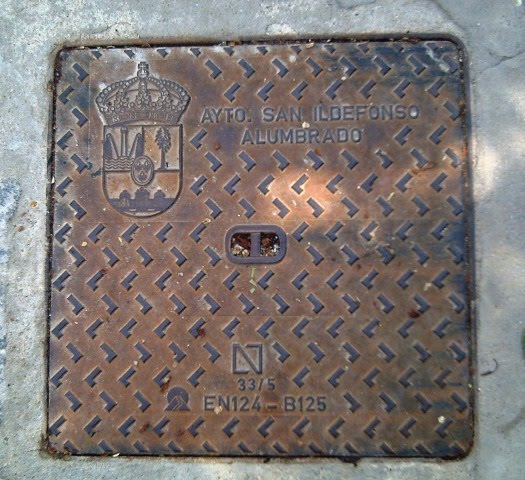 AYTO. SAN ILDEFONSO
ALUMBRADO
N
33/5
EN124-B125